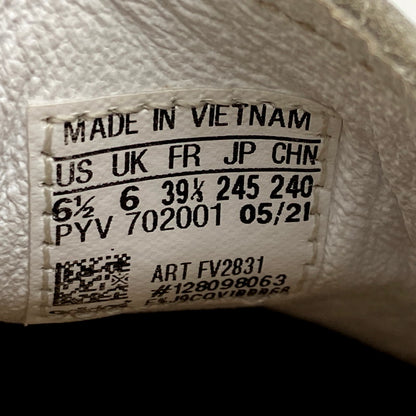 MADE IN VIETNAM
US UK FR JP CHN
6½ 6 39⅓ 245 240
PYV 702001 05/21
ART FV2831
#128098063